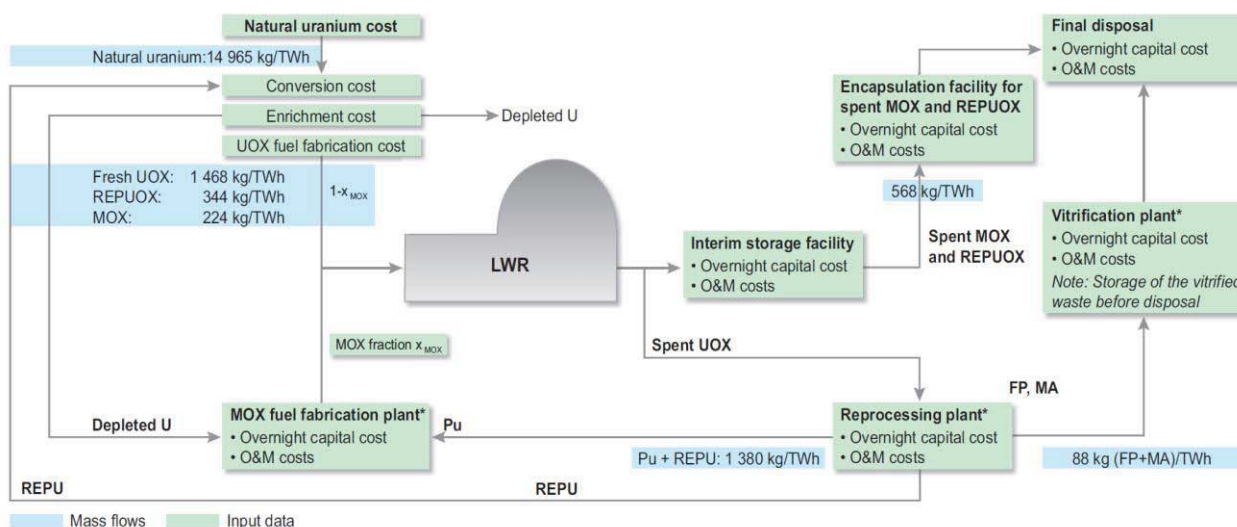 Natural uranium cost
Natural uranium:14 965 kg/TWh
Conversion cost
Enrichment cost
Depleted U
UOX fuel fabrication cost
Fresh UOX: 1 468 kg/TWh
REPUOX: 344 kg/TWh
MOX: 224 kg/TWh
1-x MOX
LWR
Interim storage facility
• Overnight capital cost
• O&M costs
Final disposal
• Overnight capital cost
• O&M costs
Encapsulation facility for
spent MOX and REPUOX
• Overnight capital cost
• O&M costs
568 kg/TWh
Spent MOX
and REPUOX
Vitrification plant*
• Overnight capital cost
• O&M costs
Note: Storage of the vitrified
waste before disposal
MOX fraction x MOX
Spent UOX
FP, MA
Depleted U
MOX fuel fabrication plant*
• Overnight capital cost
• O&M costs
Pu
Reprocessing plant*
• Overnight capital cost
• O&M costs
Pu + REPU: 1 380 kg/TWh
88 kg (FP+MA)/TWh
REPU
REPU
Mass flows
Input data